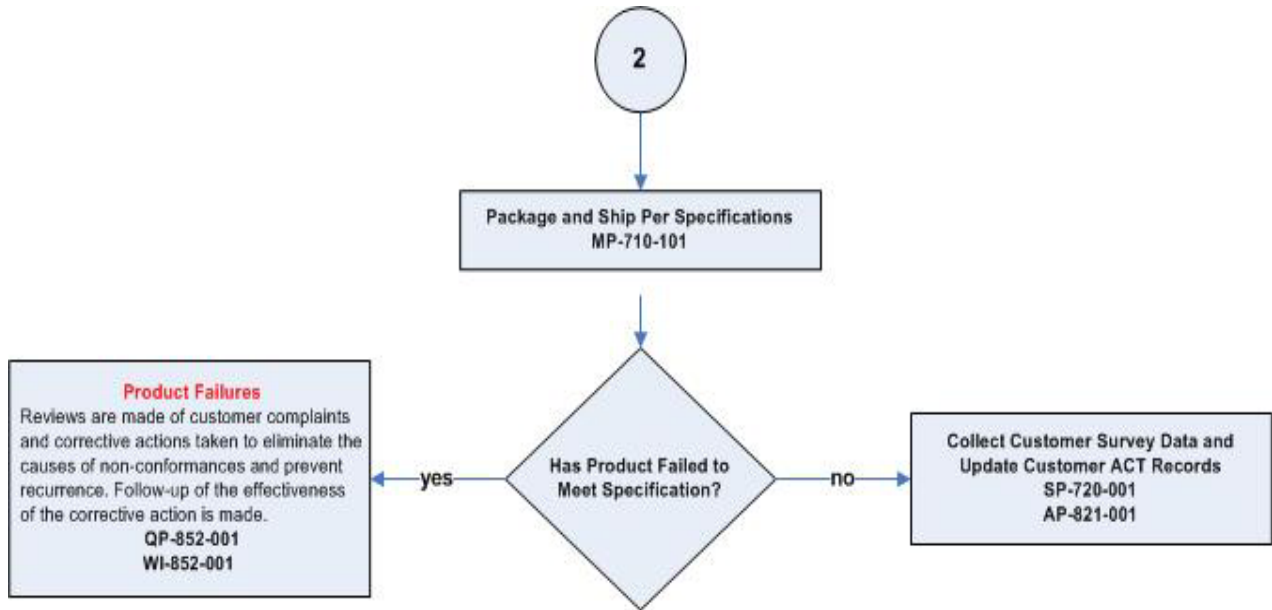 2
Package and Ship Per Specifications
MP-710-101
Product Failures
Reviews are made of customer complaints
and corrective actions taken to eliminate the
causes of non-conformances and prevent
recurrence. Follow-up of the effectiveness
of the corrective action is made.
QP-852-001
WI-852-001
yes
Has Product Failed to
Meet Specification?
no
Collect Customer Survey Data and
Update Customer ACT Records
SP-720-001
AP-821-001